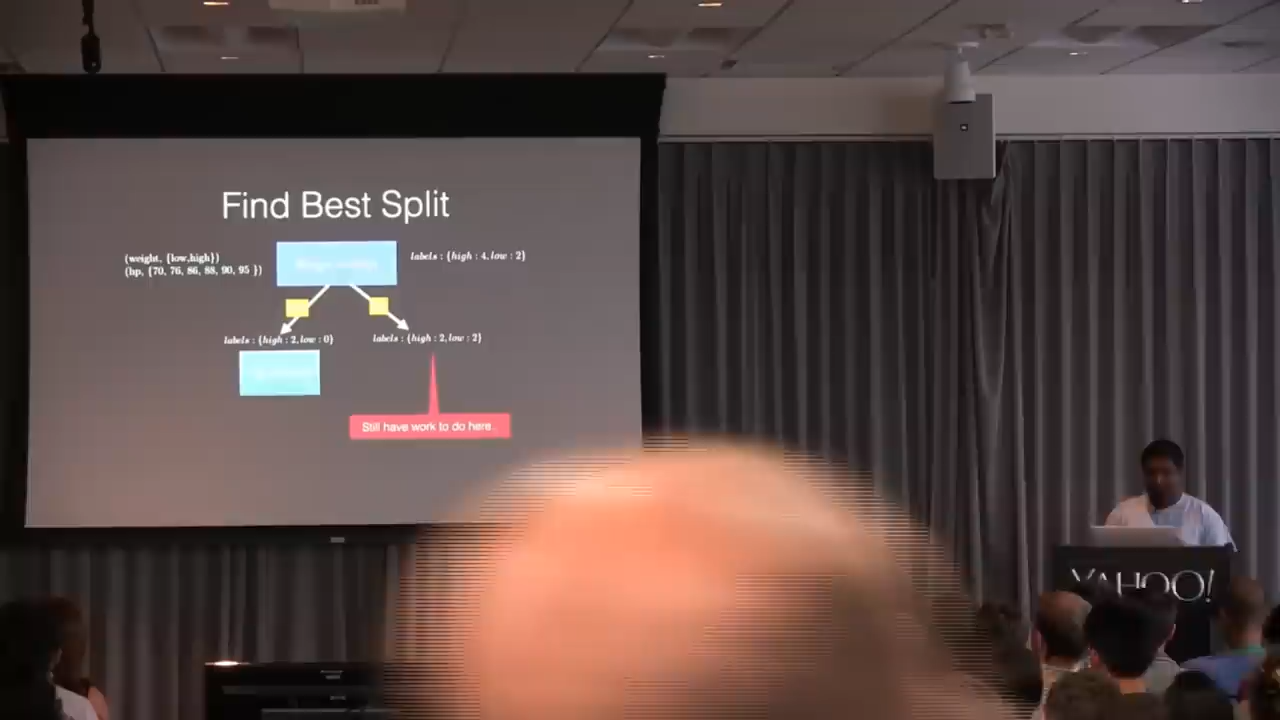 Find Best Split
(weight, {low,high})
(hp, {70, 76, 86, 88, 90, 95 })
labels : {high : 4, low : 2}
labels : {high : 2, low : 0}
labels : {high : 2, low : 2}
Still have work to do here.
YAHOO!